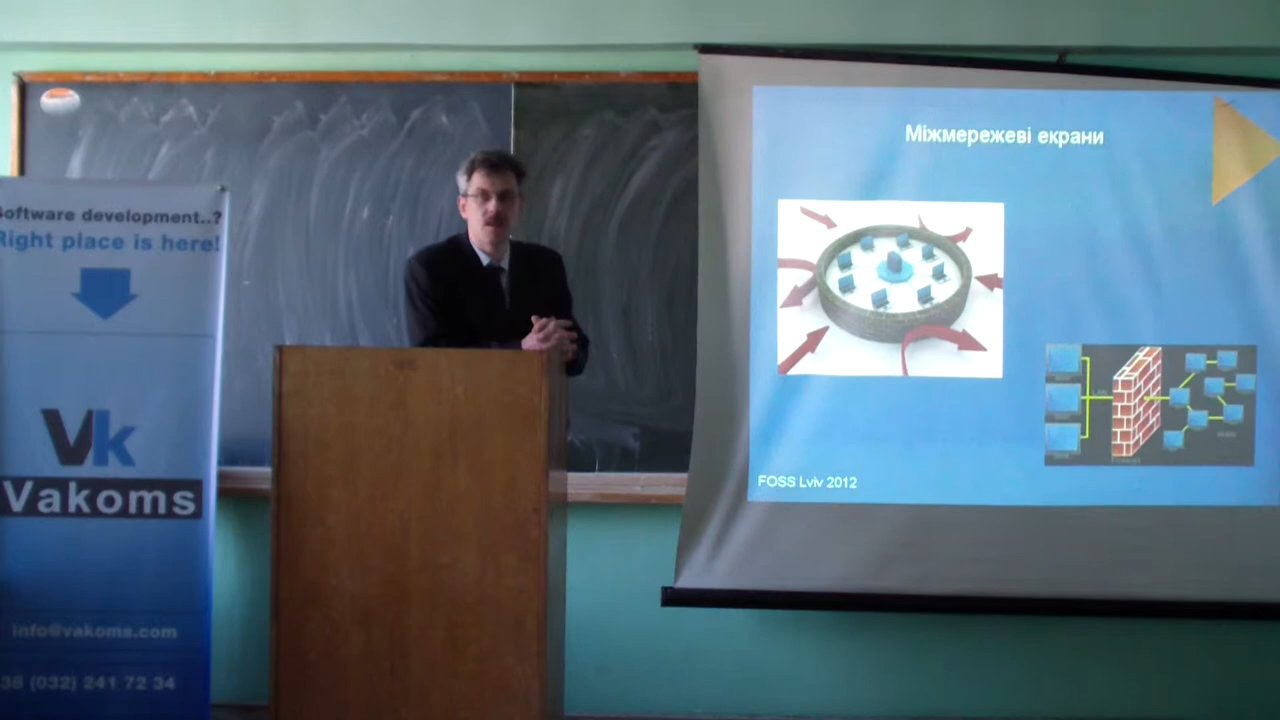 Software development..?
Right place is here!
Vk
Vakoms
info@vakoms.com
38 (032) 241 72 34
Міжмережеві екрани
FOSS Lviv 2012